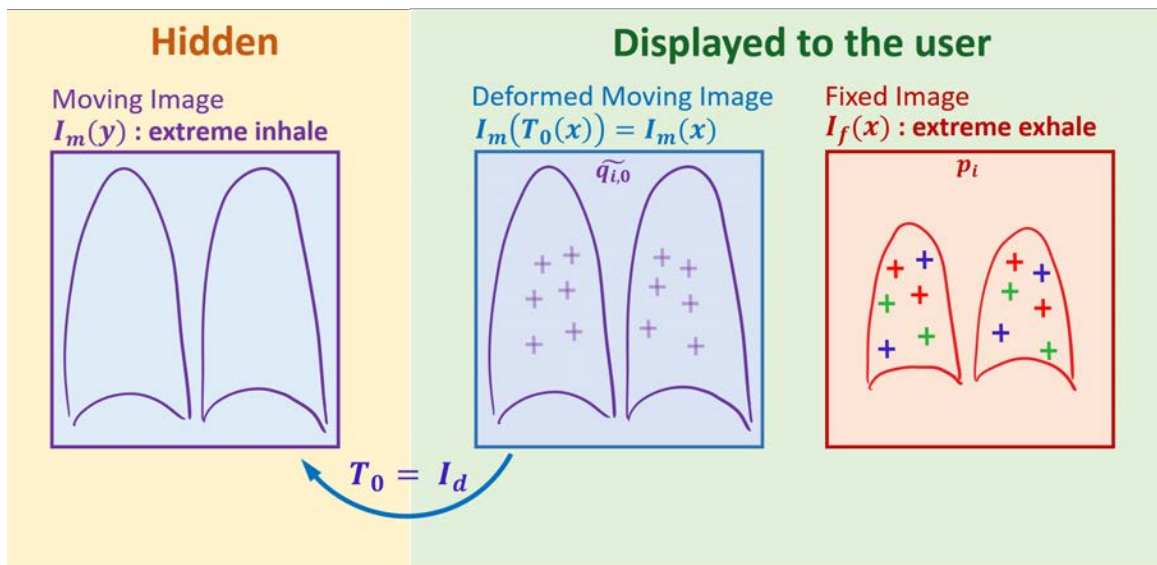 Hidden
Displayed to the user
Moving Image
I_m(y) : extreme inhale
Deformed Moving Image
I_m(T_0(x)) = I_m(x)
Fixed Image
I_f(x) : extreme exhale
q̃_{i,0}
p_i
T_0 = I_d